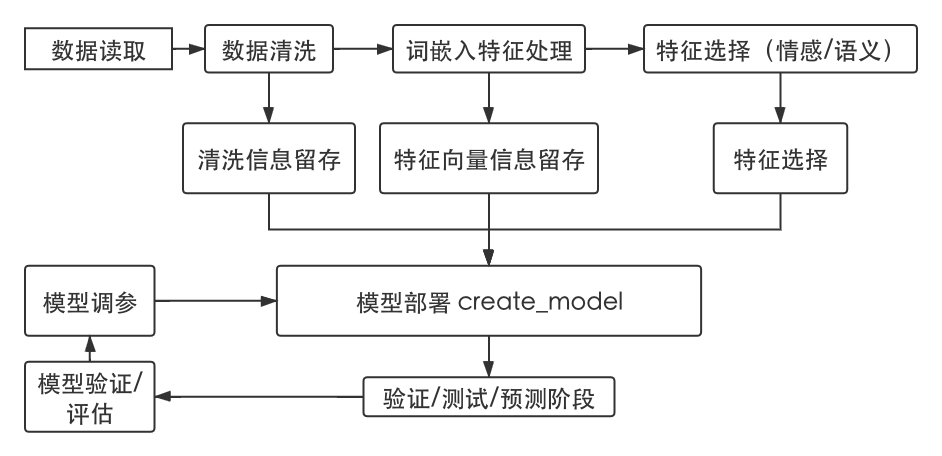 数据读取
数据清洗
词嵌入特征处理
特征选择（情感/语义）
清洗信息留存
特征向量信息留存
特征选择
模型调参
模型部署 create_model
模型验证/
评估
验证/测试/预测阶段